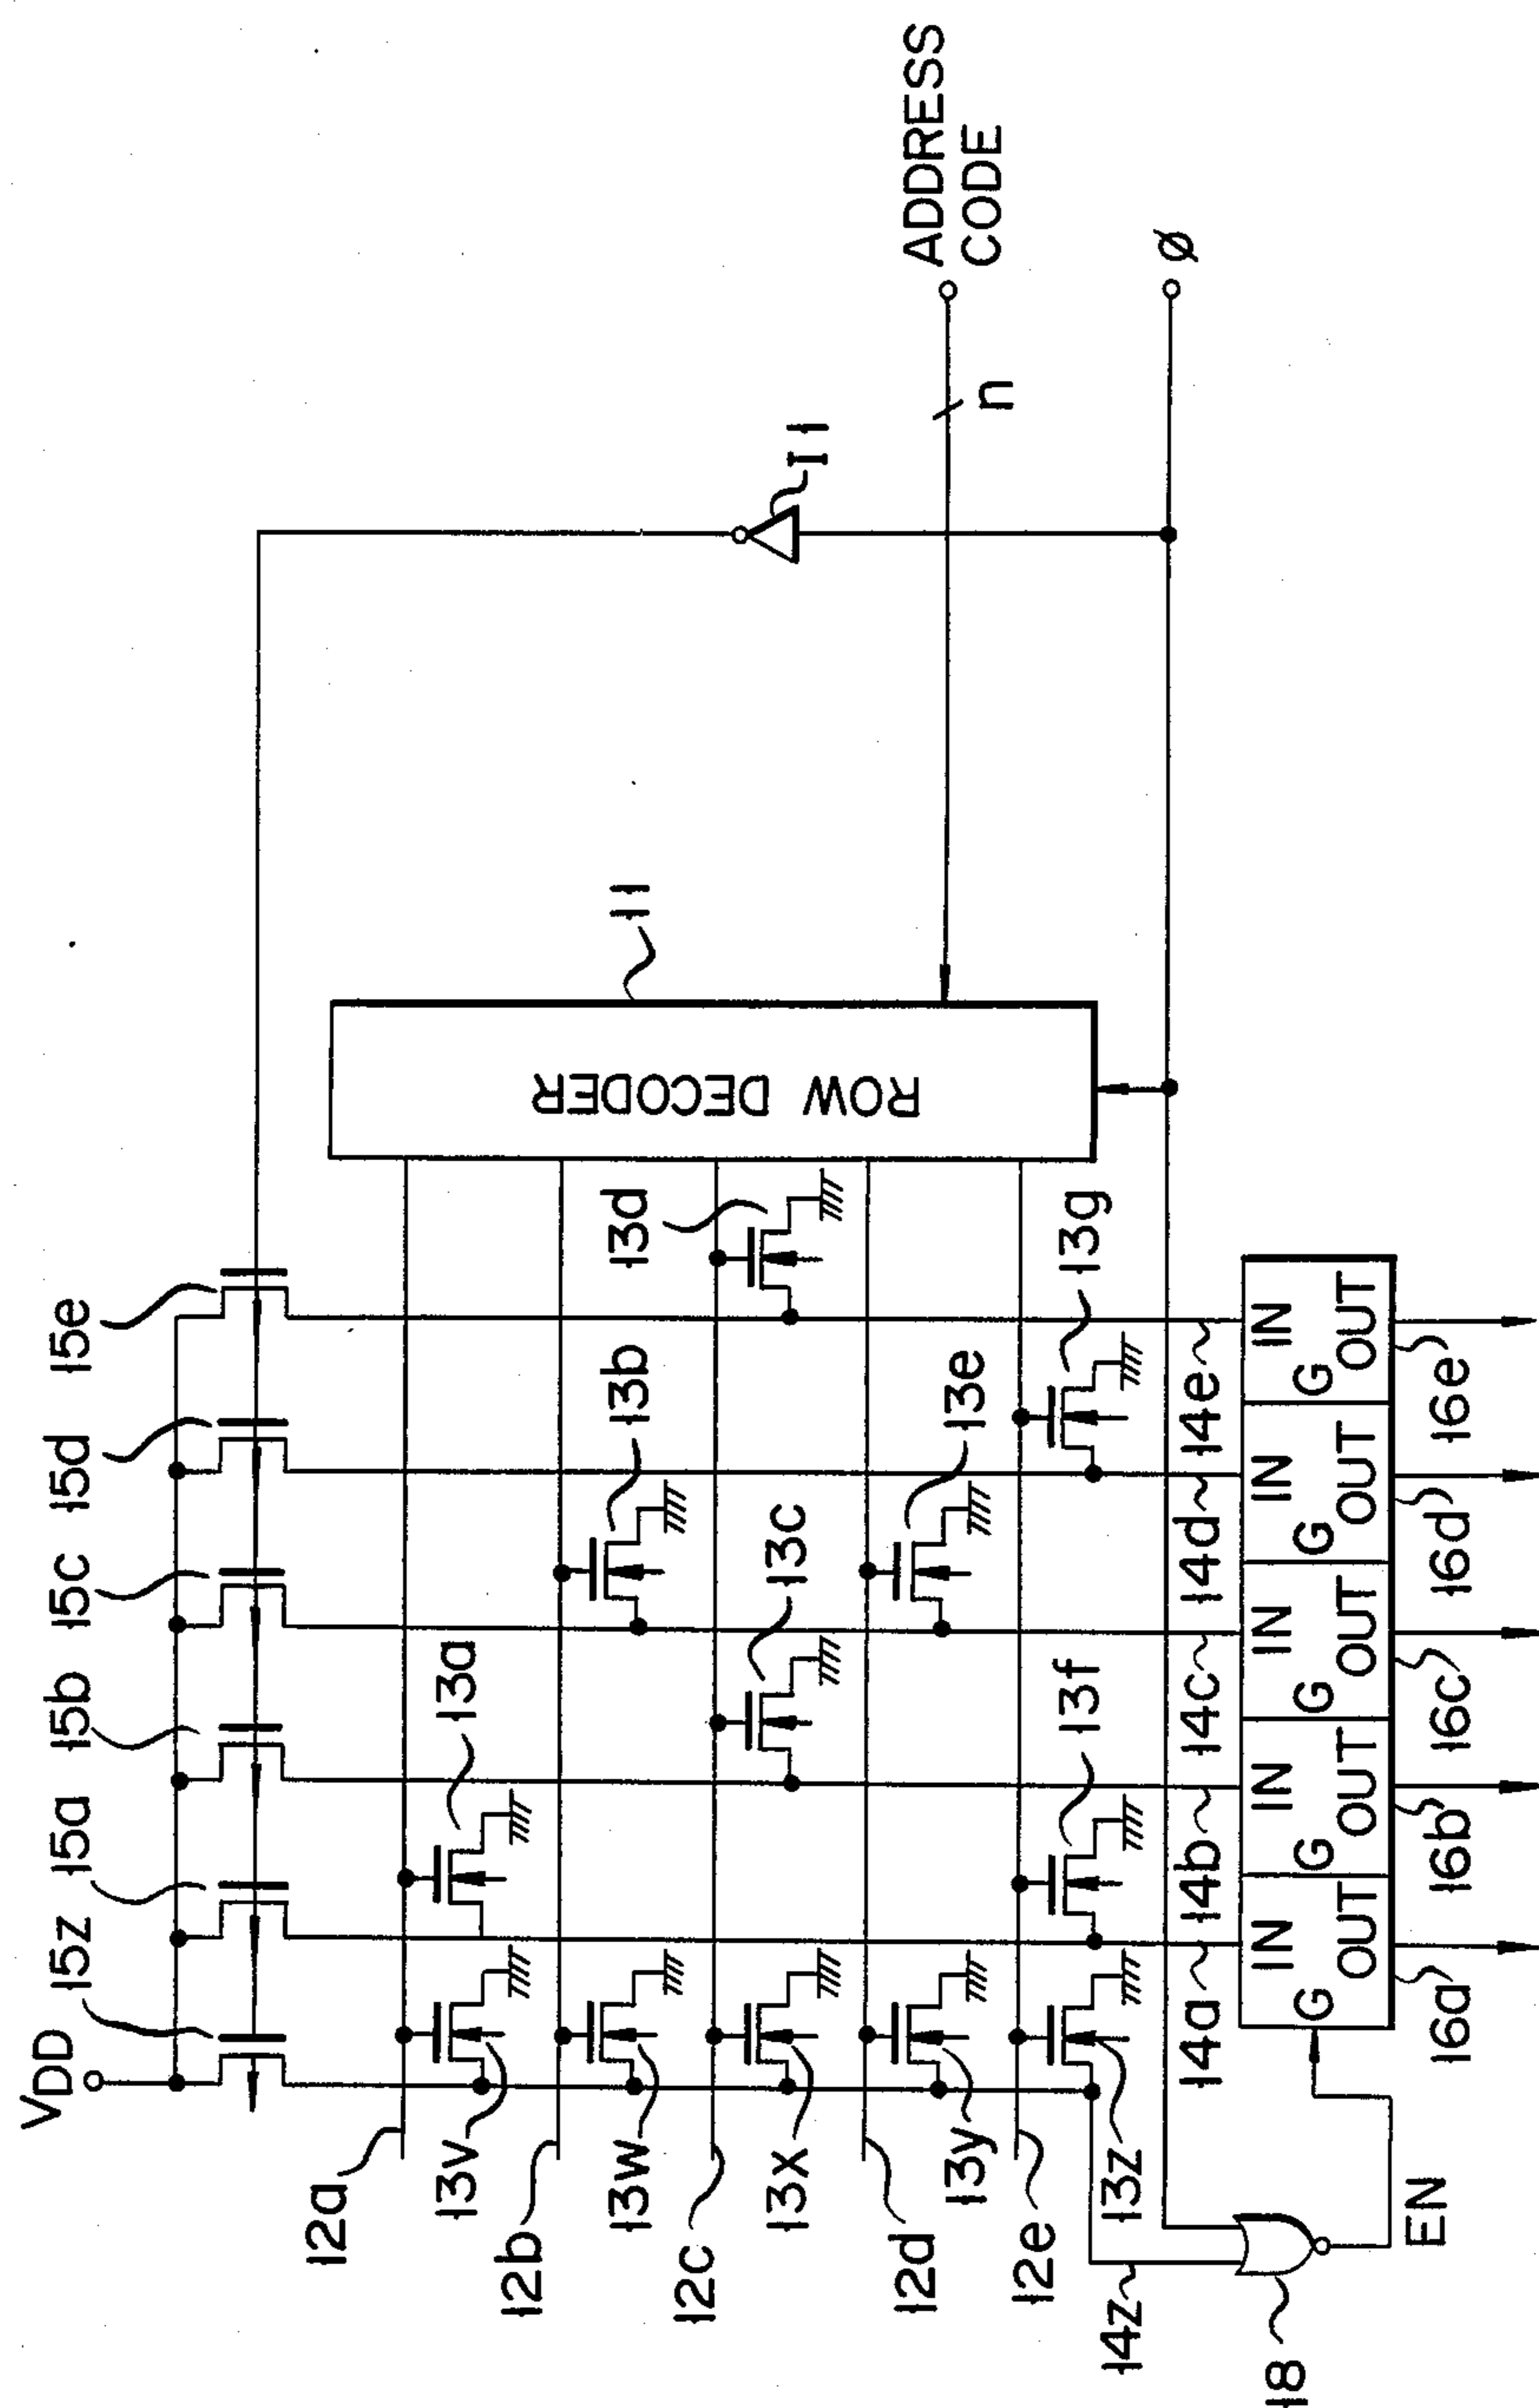 VDD
15z
15a
15b
15c
15d
15e
12a
13v
13a
12b
13w
13b
12c
13x
13c
13d
12d
13y
13e
12e
13z
13f
13g
ROW DECODER
11
I1
ADDRESS
CODE
n
ø
14z
14a
14b
14c
14d
14e
18
EN
G
IN
OUT
G
IN
OUT
G
IN
OUT
G
IN
OUT
G
IN
OUT
16a
16b
16c
16d
16e